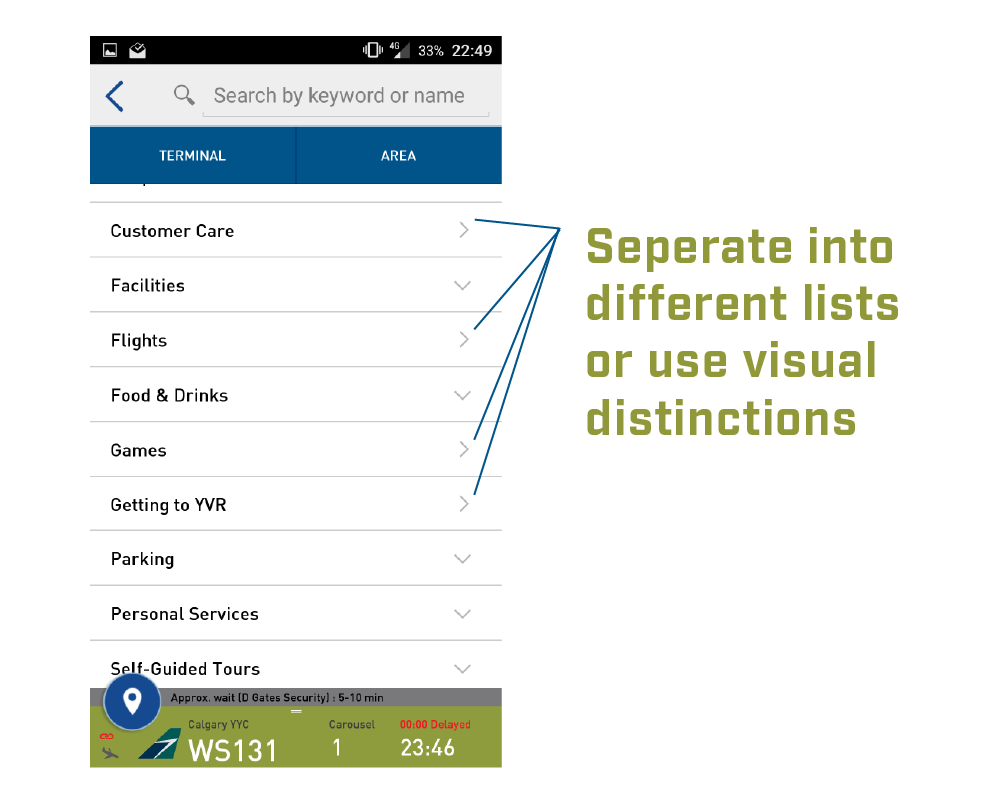 4G 33% 22:49
Search by keyword or name
TERMINAL AREA
Customer Care
Facilities
Flights
Food & Drinks
Games
Getting to YVR
Parking
Personal Services
Self-Guided Tours
Approx. wait (D Gates Security) : 5-10 min
Calgary YYC Carousel 00:00 Delayed
WS131 1 23:46
Seperate into
different lists
or use visual
distinctions